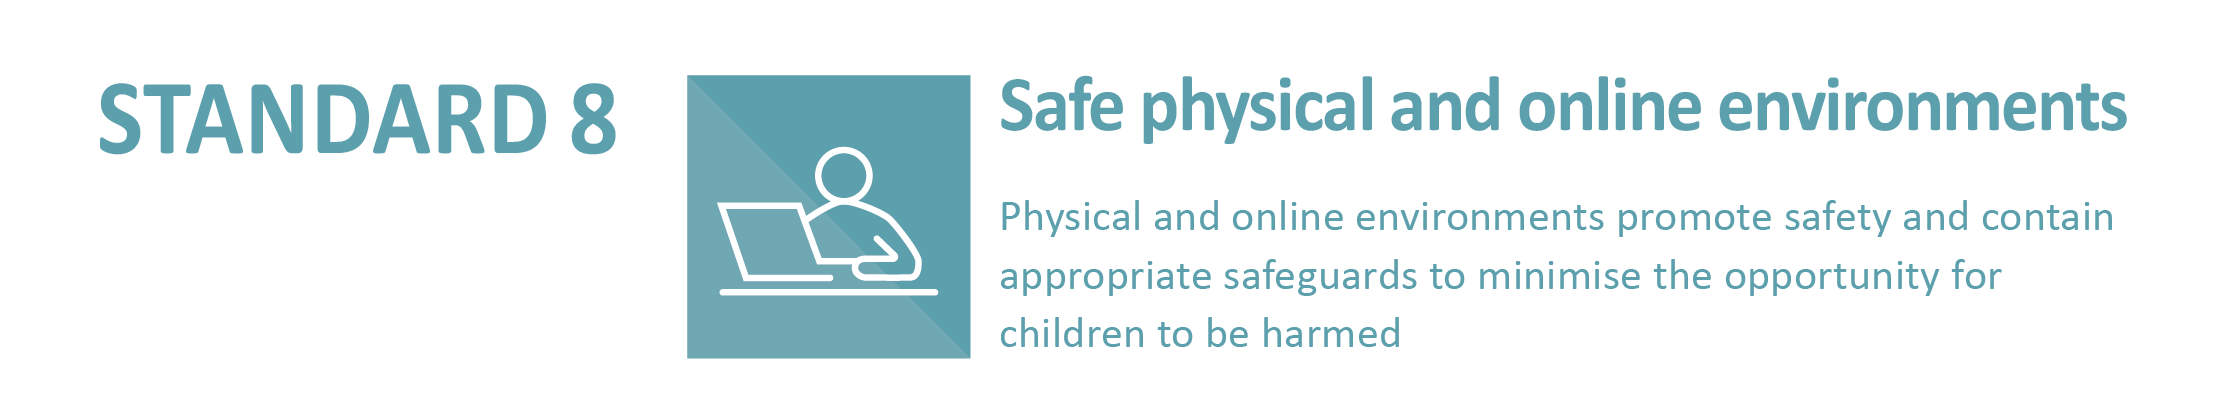 STANDARD 8
Safe physical and online environments
Physical and online environments promote safety and contain
appropriate safeguards to minimise the opportunity for
children to be harmed